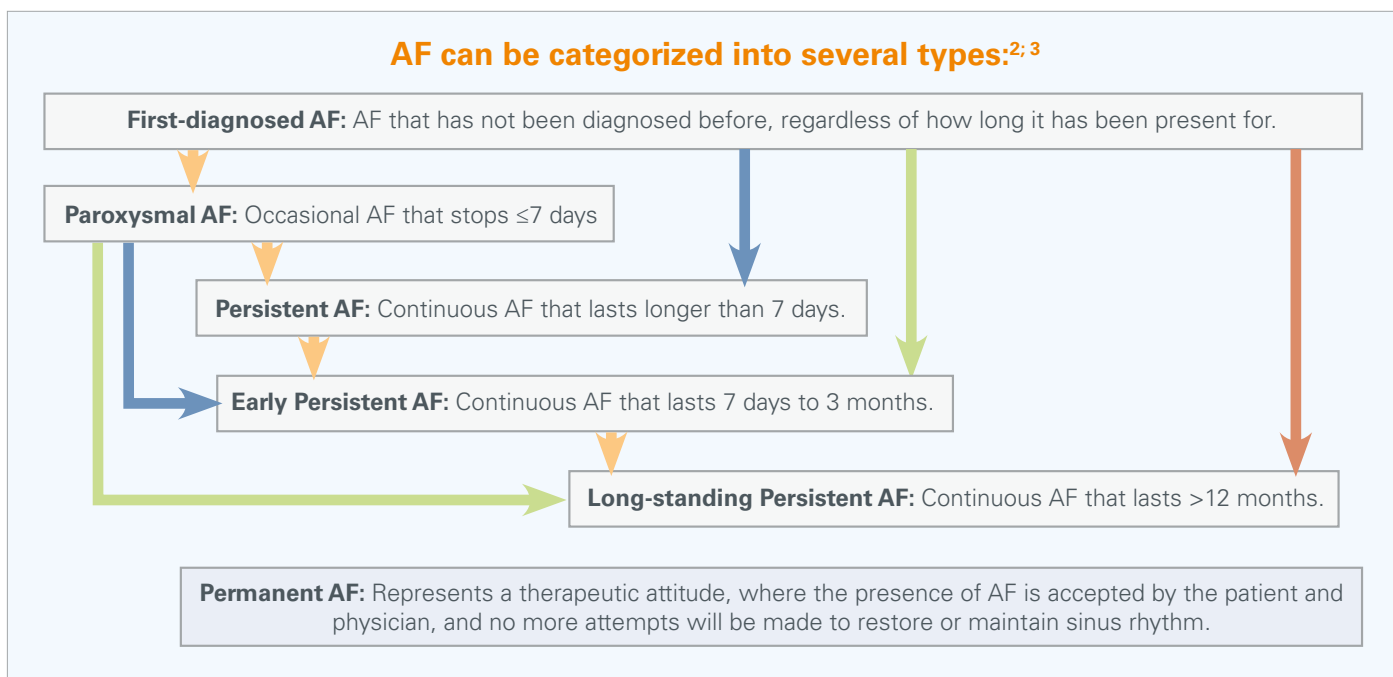 AF can be categorized into several types:2; 3
First-diagnosed AF: AF that has not been diagnosed before, regardless of how long it has been present for.
Paroxysmal AF: Occasional AF that stops ≤7 days
Persistent AF: Continuous AF that lasts longer than 7 days.
Early Persistent AF: Continuous AF that lasts 7 days to 3 months.
Long-standing Persistent AF: Continuous AF that lasts >12 months.
Permanent AF: Represents a therapeutic attitude, where the presence of AF is accepted by the patient and
physician, and no more attempts will be made to restore or maintain sinus rhythm.